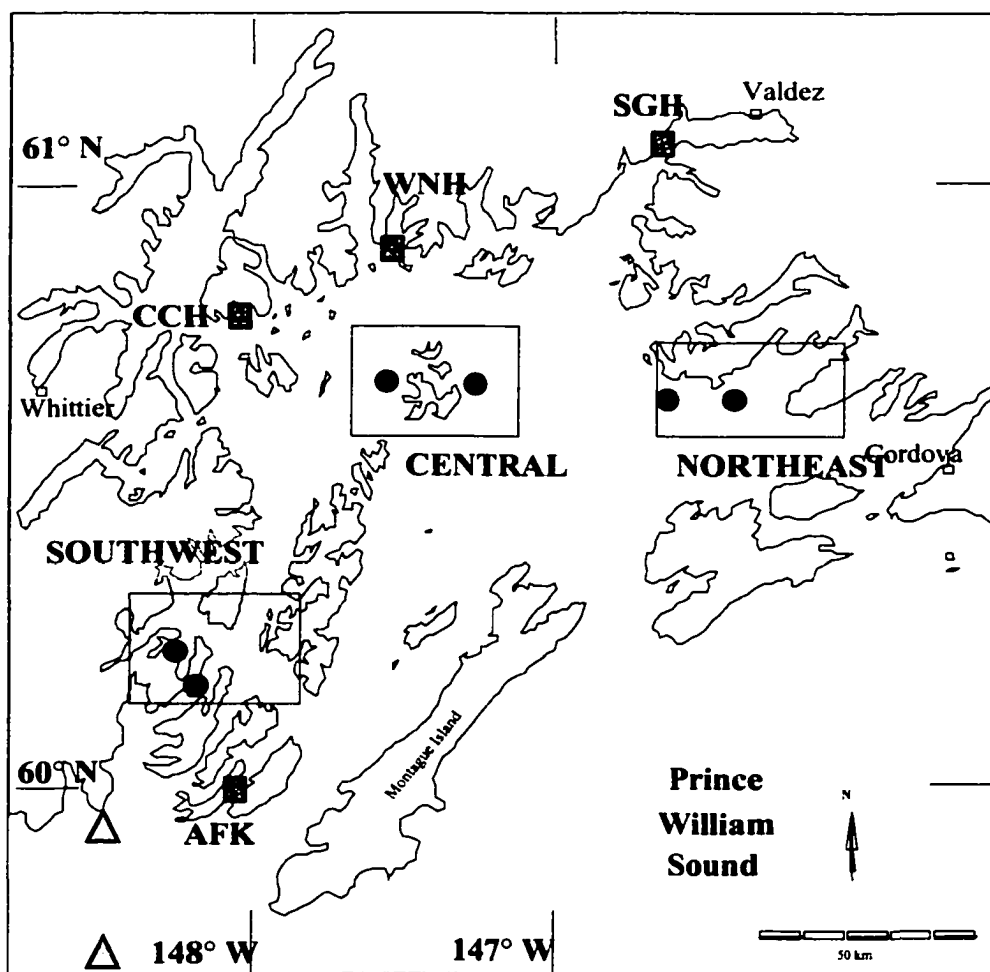 Valdez
SGH
61° N
WNH
CCH
Whittier
CENTRAL
NORTHEAST
Cordova
SOUTHWEST
Montague Island
60° N
AFK
Prince
William
Sound
N
148° W
147° W
50 km